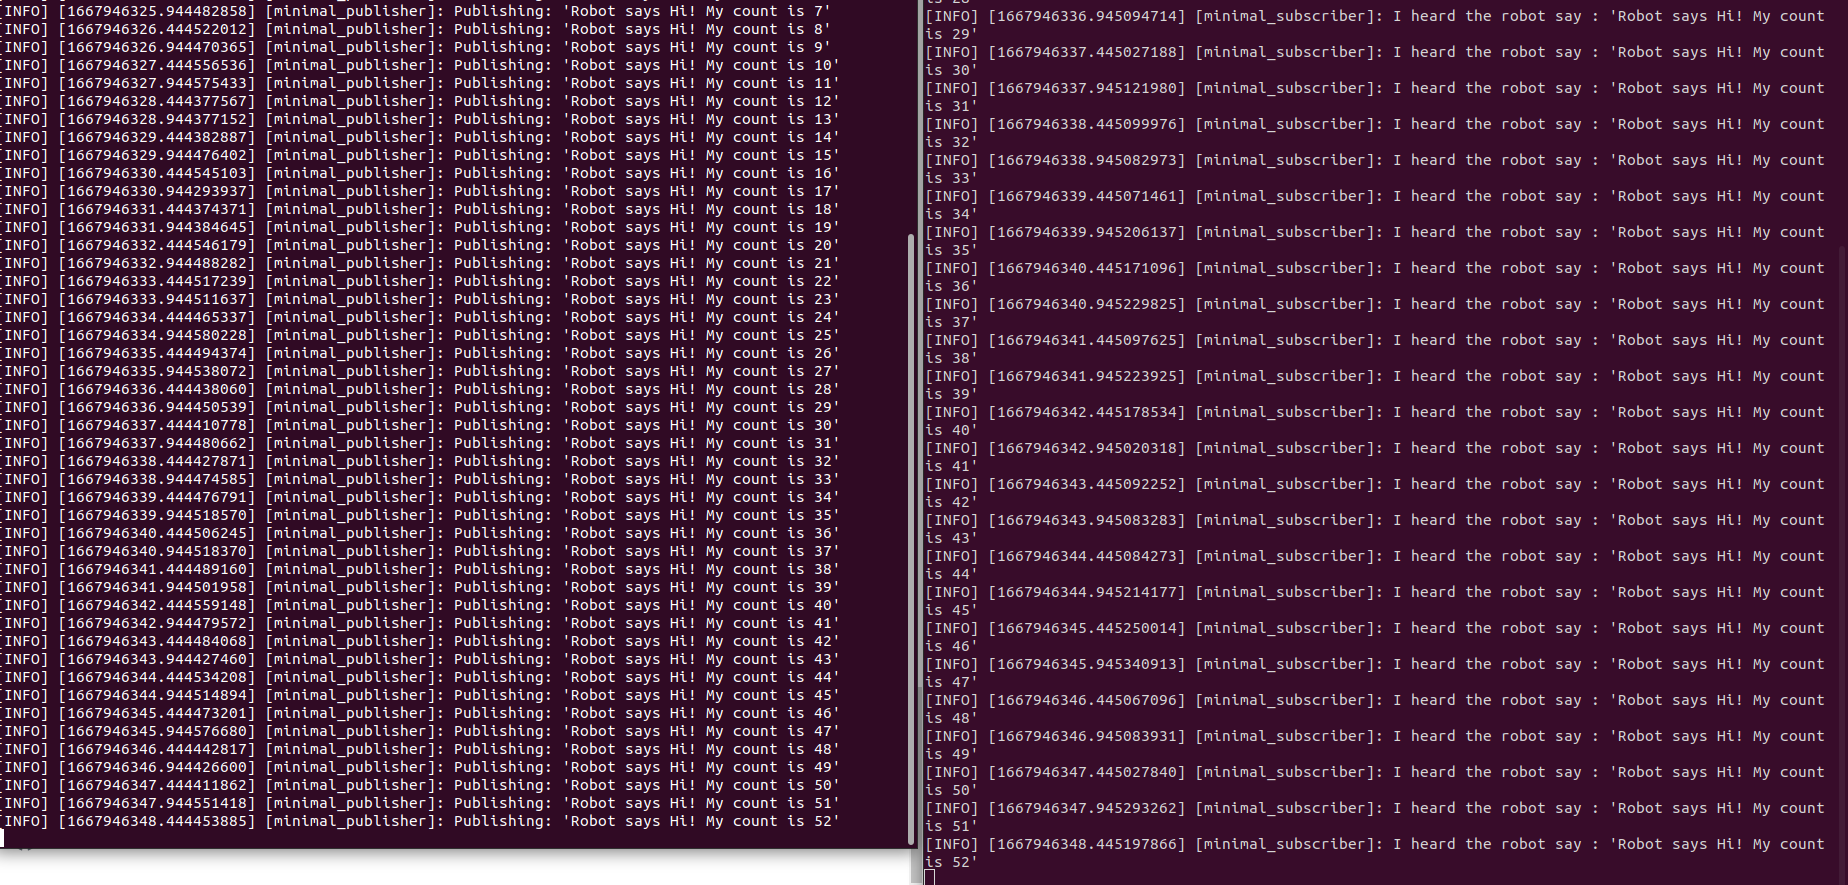 [INFO] [1667946325.944482858] [minimal_publisher]: Publishing: 'Robot says Hi! My count is 7'
[INFO] [1667946326.444522012] [minimal_publisher]: Publishing: 'Robot says Hi! My count is 8'
[INFO] [1667946326.944470365] [minimal_publisher]: Publishing: 'Robot says Hi! My count is 9'
[INFO] [1667946327.444556536] [minimal_publisher]: Publishing: 'Robot says Hi! My count is 10'
[INFO] [1667946327.944575433] [minimal_publisher]: Publishing: 'Robot says Hi! My count is 11'
[INFO] [1667946328.444377567] [minimal_publisher]: Publishing: 'Robot says Hi! My count is 12'
[INFO] [1667946328.944377152] [minimal_publisher]: Publishing: 'Robot says Hi! My count is 13'
[INFO] [1667946329.444382887] [minimal_publisher]: Publishing: 'Robot says Hi! My count is 14'
[INFO] [1667946329.944476402] [minimal_publisher]: Publishing: 'Robot says Hi! My count is 15'
[INFO] [1667946330.444545103] [minimal_publisher]: Publishing: 'Robot says Hi! My count is 16'
[INFO] [1667946330.944293937] [minimal_publisher]: Publishing: 'Robot says Hi! My count is 17'
[INFO] [1667946331.444374371] [minimal_publisher]: Publishing: 'Robot says Hi! My count is 18'
[INFO] [1667946331.944384645] [minimal_publisher]: Publishing: 'Robot says Hi! My count is 19'
[INFO] [1667946332.444546179] [minimal_publisher]: Publishing: 'Robot says Hi! My count is 20'
[INFO] [1667946332.944488282] [minimal_publisher]: Publishing: 'Robot says Hi! My count is 21'
[INFO] [1667946333.444517239] [minimal_publisher]: Publishing: 'Robot says Hi! My count is 22'
[INFO] [1667946333.944511637] [minimal_publisher]: Publishing: 'Robot says Hi! My count is 23'
[INFO] [1667946334.444465337] [minimal_publisher]: Publishing: 'Robot says Hi! My count is 24'
[INFO] [1667946334.944580228] [minimal_publisher]: Publishing: 'Robot says Hi! My count is 25'
[INFO] [1667946335.444494374] [minimal_publisher]: Publishing: 'Robot says Hi! My count is 26'
[INFO] [1667946335.944538072] [minimal_publisher]: Publishing: 'Robot says Hi! My count is 27'
[INFO] [1667946336.444438060] [minimal_publisher]: Publishing: 'Robot says Hi! My count is 28'
[INFO] [1667946336.944450539] [minimal_publisher]: Publishing: 'Robot says Hi! My count is 29'
[INFO] [1667946337.444410778] [minimal_publisher]: Publishing: 'Robot says Hi! My count is 30'
[INFO] [1667946337.944480662] [minimal_publisher]: Publishing: 'Robot says Hi! My count is 31'
[INFO] [1667946338.444427871] [minimal_publisher]: Publishing: 'Robot says Hi! My count is 32'
[INFO] [1667946338.944474585] [minimal_publisher]: Publishing: 'Robot says Hi! My count is 33'
[INFO] [1667946339.444476791] [minimal_publisher]: Publishing: 'Robot says Hi! My count is 34'
[INFO] [1667946339.944518570] [minimal_publisher]: Publishing: 'Robot says Hi! My count is 35'
[INFO] [1667946340.444506245] [minimal_publisher]: Publishing: 'Robot says Hi! My count is 36'
[INFO] [1667946340.944518370] [minimal_publisher]: Publishing: 'Robot says Hi! My count is 37'
[INFO] [1667946341.444489160] [minimal_publisher]: Publishing: 'Robot says Hi! My count is 38'
[INFO] [1667946341.944501958] [minimal_publisher]: Publishing: 'Robot says Hi! My count is 39'
[INFO] [1667946342.444559148] [minimal_publisher]: Publishing: 'Robot says Hi! My count is 40'
[INFO] [1667946342.944479572] [minimal_publisher]: Publishing: 'Robot says Hi! My count is 41'
[INFO] [1667946343.444484068] [minimal_publisher]: Publishing: 'Robot says Hi! My count is 42'
[INFO] [1667946343.944427460] [minimal_publisher]: Publishing: 'Robot says Hi! My count is 43'
[INFO] [1667946344.444534208] [minimal_publisher]: Publishing: 'Robot says Hi! My count is 44'
[INFO] [1667946344.944514894] [minimal_publisher]: Publishing: 'Robot says Hi! My count is 45'
[INFO] [1667946345.444473201] [minimal_publisher]: Publishing: 'Robot says Hi! My count is 46'
[INFO] [1667946345.944576680] [minimal_publisher]: Publishing: 'Robot says Hi! My count is 47'
[INFO] [1667946346.444442817] [minimal_publisher]: Publishing: 'Robot says Hi! My count is 48'
[INFO] [1667946346.944426600] [minimal_publisher]: Publishing: 'Robot says Hi! My count is 49'
[INFO] [1667946347.444411862] [minimal_publisher]: Publishing: 'Robot says Hi! My count is 50'
[INFO] [1667946347.944551418] [minimal_publisher]: Publishing: 'Robot says Hi! My count is 51'
[INFO] [1667946348.444453885] [minimal_publisher]: Publishing: 'Robot says Hi! My count is 52'
is 28'
[INFO] [1667946336.945094714] [minimal_subscriber]: I heard the robot say : 'Robot says Hi! My count
is 29'
[INFO] [1667946337.445027188] [minimal_subscriber]: I heard the robot say : 'Robot says Hi! My count
is 30'
[INFO] [1667946337.945121980] [minimal_subscriber]: I heard the robot say : 'Robot says Hi! My count
is 31'
[INFO] [1667946338.445099976] [minimal_subscriber]: I heard the robot say : 'Robot says Hi! My count
is 32'
[INFO] [1667946338.945082973] [minimal_subscriber]: I heard the robot say : 'Robot says Hi! My count
is 33'
[INFO] [1667946339.445071461] [minimal_subscriber]: I heard the robot say : 'Robot says Hi! My count
is 34'
[INFO] [1667946339.945206137] [minimal_subscriber]: I heard the robot say : 'Robot says Hi! My count
is 35'
[INFO] [1667946340.445171096] [minimal_subscriber]: I heard the robot say : 'Robot says Hi! My count
is 36'
[INFO] [1667946340.945229825] [minimal_subscriber]: I heard the robot say : 'Robot says Hi! My count
is 37'
[INFO] [1667946341.445097625] [minimal_subscriber]: I heard the robot say : 'Robot says Hi! My count
is 38'
[INFO] [1667946341.945223925] [minimal_subscriber]: I heard the robot say : 'Robot says Hi! My count
is 39'
[INFO] [1667946342.445178534] [minimal_subscriber]: I heard the robot say : 'Robot says Hi! My count
is 40'
[INFO] [1667946342.945020318] [minimal_subscriber]: I heard the robot say : 'Robot says Hi! My count
is 41'
[INFO] [1667946343.445092252] [minimal_subscriber]: I heard the robot say : 'Robot says Hi! My count
is 42'
[INFO] [1667946343.945083283] [minimal_subscriber]: I heard the robot say : 'Robot says Hi! My count
is 43'
[INFO] [1667946344.445084273] [minimal_subscriber]: I heard the robot say : 'Robot says Hi! My count
is 44'
[INFO] [1667946344.945214177] [minimal_subscriber]: I heard the robot say : 'Robot says Hi! My count
is 45'
[INFO] [1667946345.445250014] [minimal_subscriber]: I heard the robot say : 'Robot says Hi! My count
is 46'
[INFO] [1667946345.945340913] [minimal_subscriber]: I heard the robot say : 'Robot says Hi! My count
is 47'
[INFO] [1667946346.445067096] [minimal_subscriber]: I heard the robot say : 'Robot says Hi! My count
is 48'
[INFO] [1667946346.945083931] [minimal_subscriber]: I heard the robot say : 'Robot says Hi! My count
is 49'
[INFO] [1667946347.445027840] [minimal_subscriber]: I heard the robot say : 'Robot says Hi! My count
is 50'
[INFO] [1667946347.945293262] [minimal_subscriber]: I heard the robot say : 'Robot says Hi! My count
is 51'
[INFO] [1667946348.445197866] [minimal_subscriber]: I heard the robot say : 'Robot says Hi! My count
is 52'